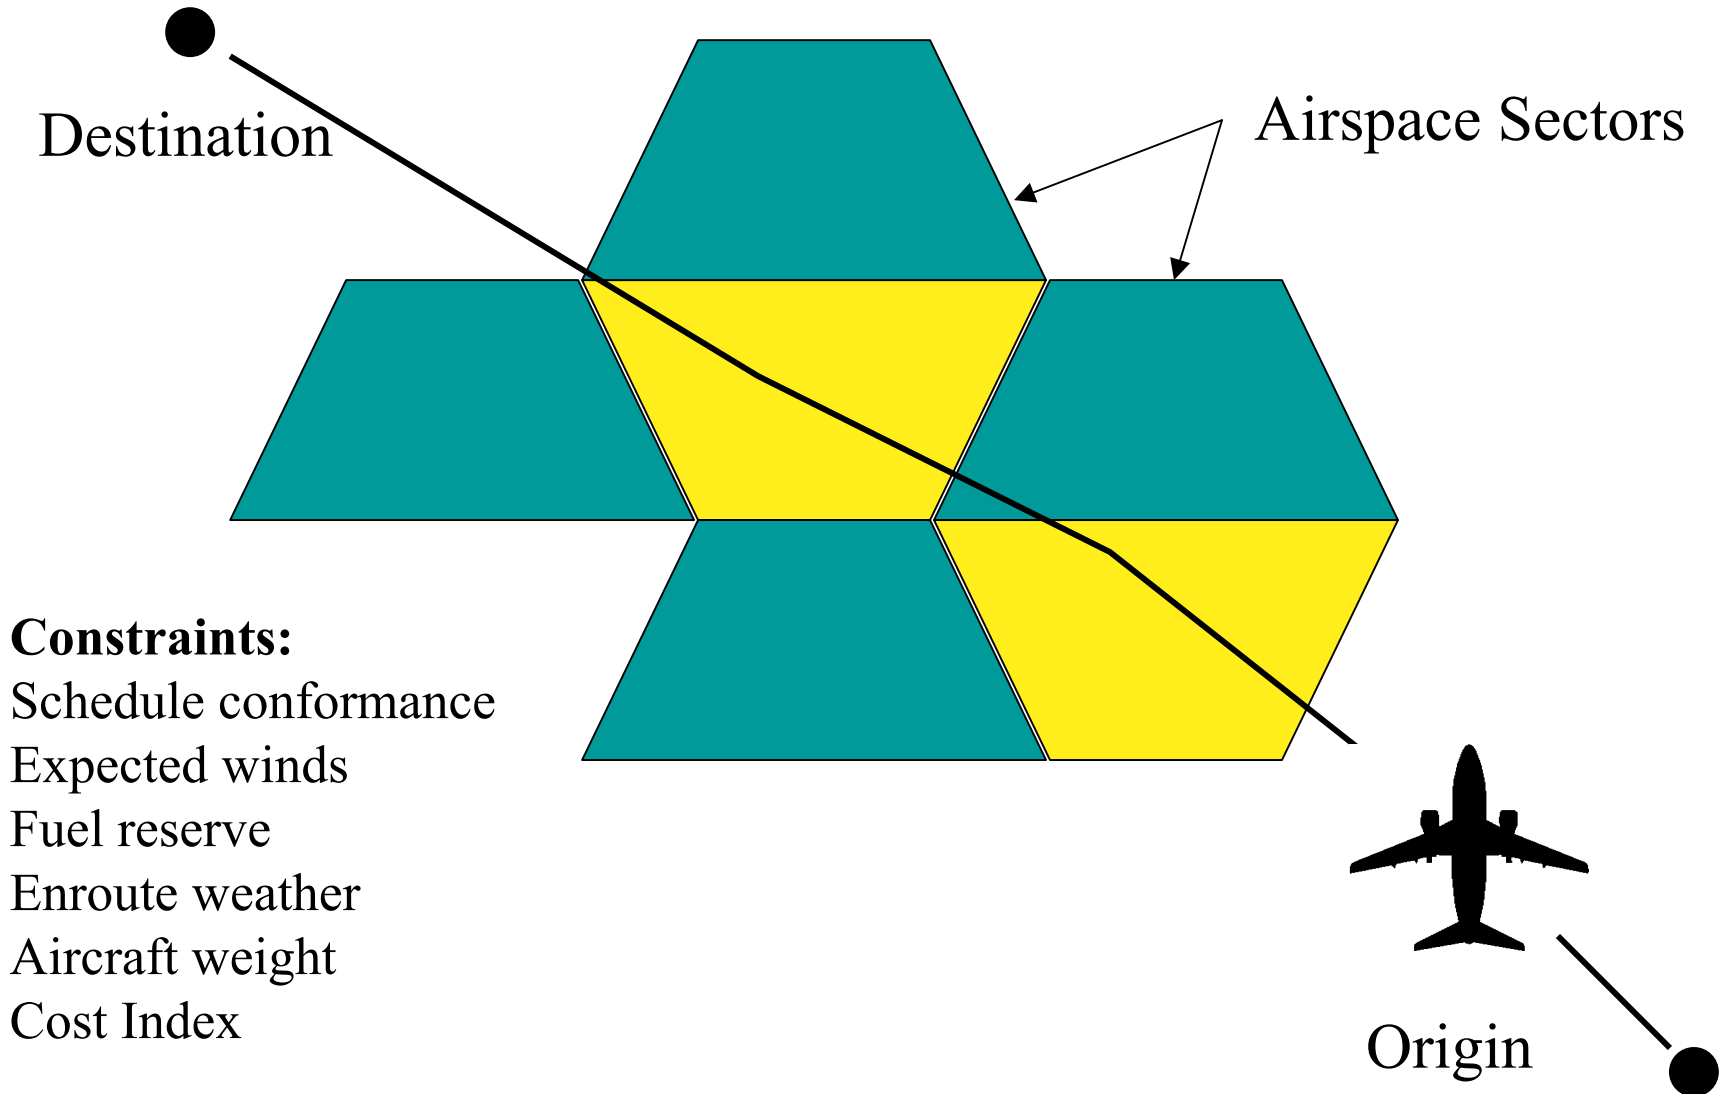 Destination
Airspace Sectors
Constraints:
Schedule conformance
Expected winds
Fuel reserve
Enroute weather
Aircraft weight
Cost Index
Origin